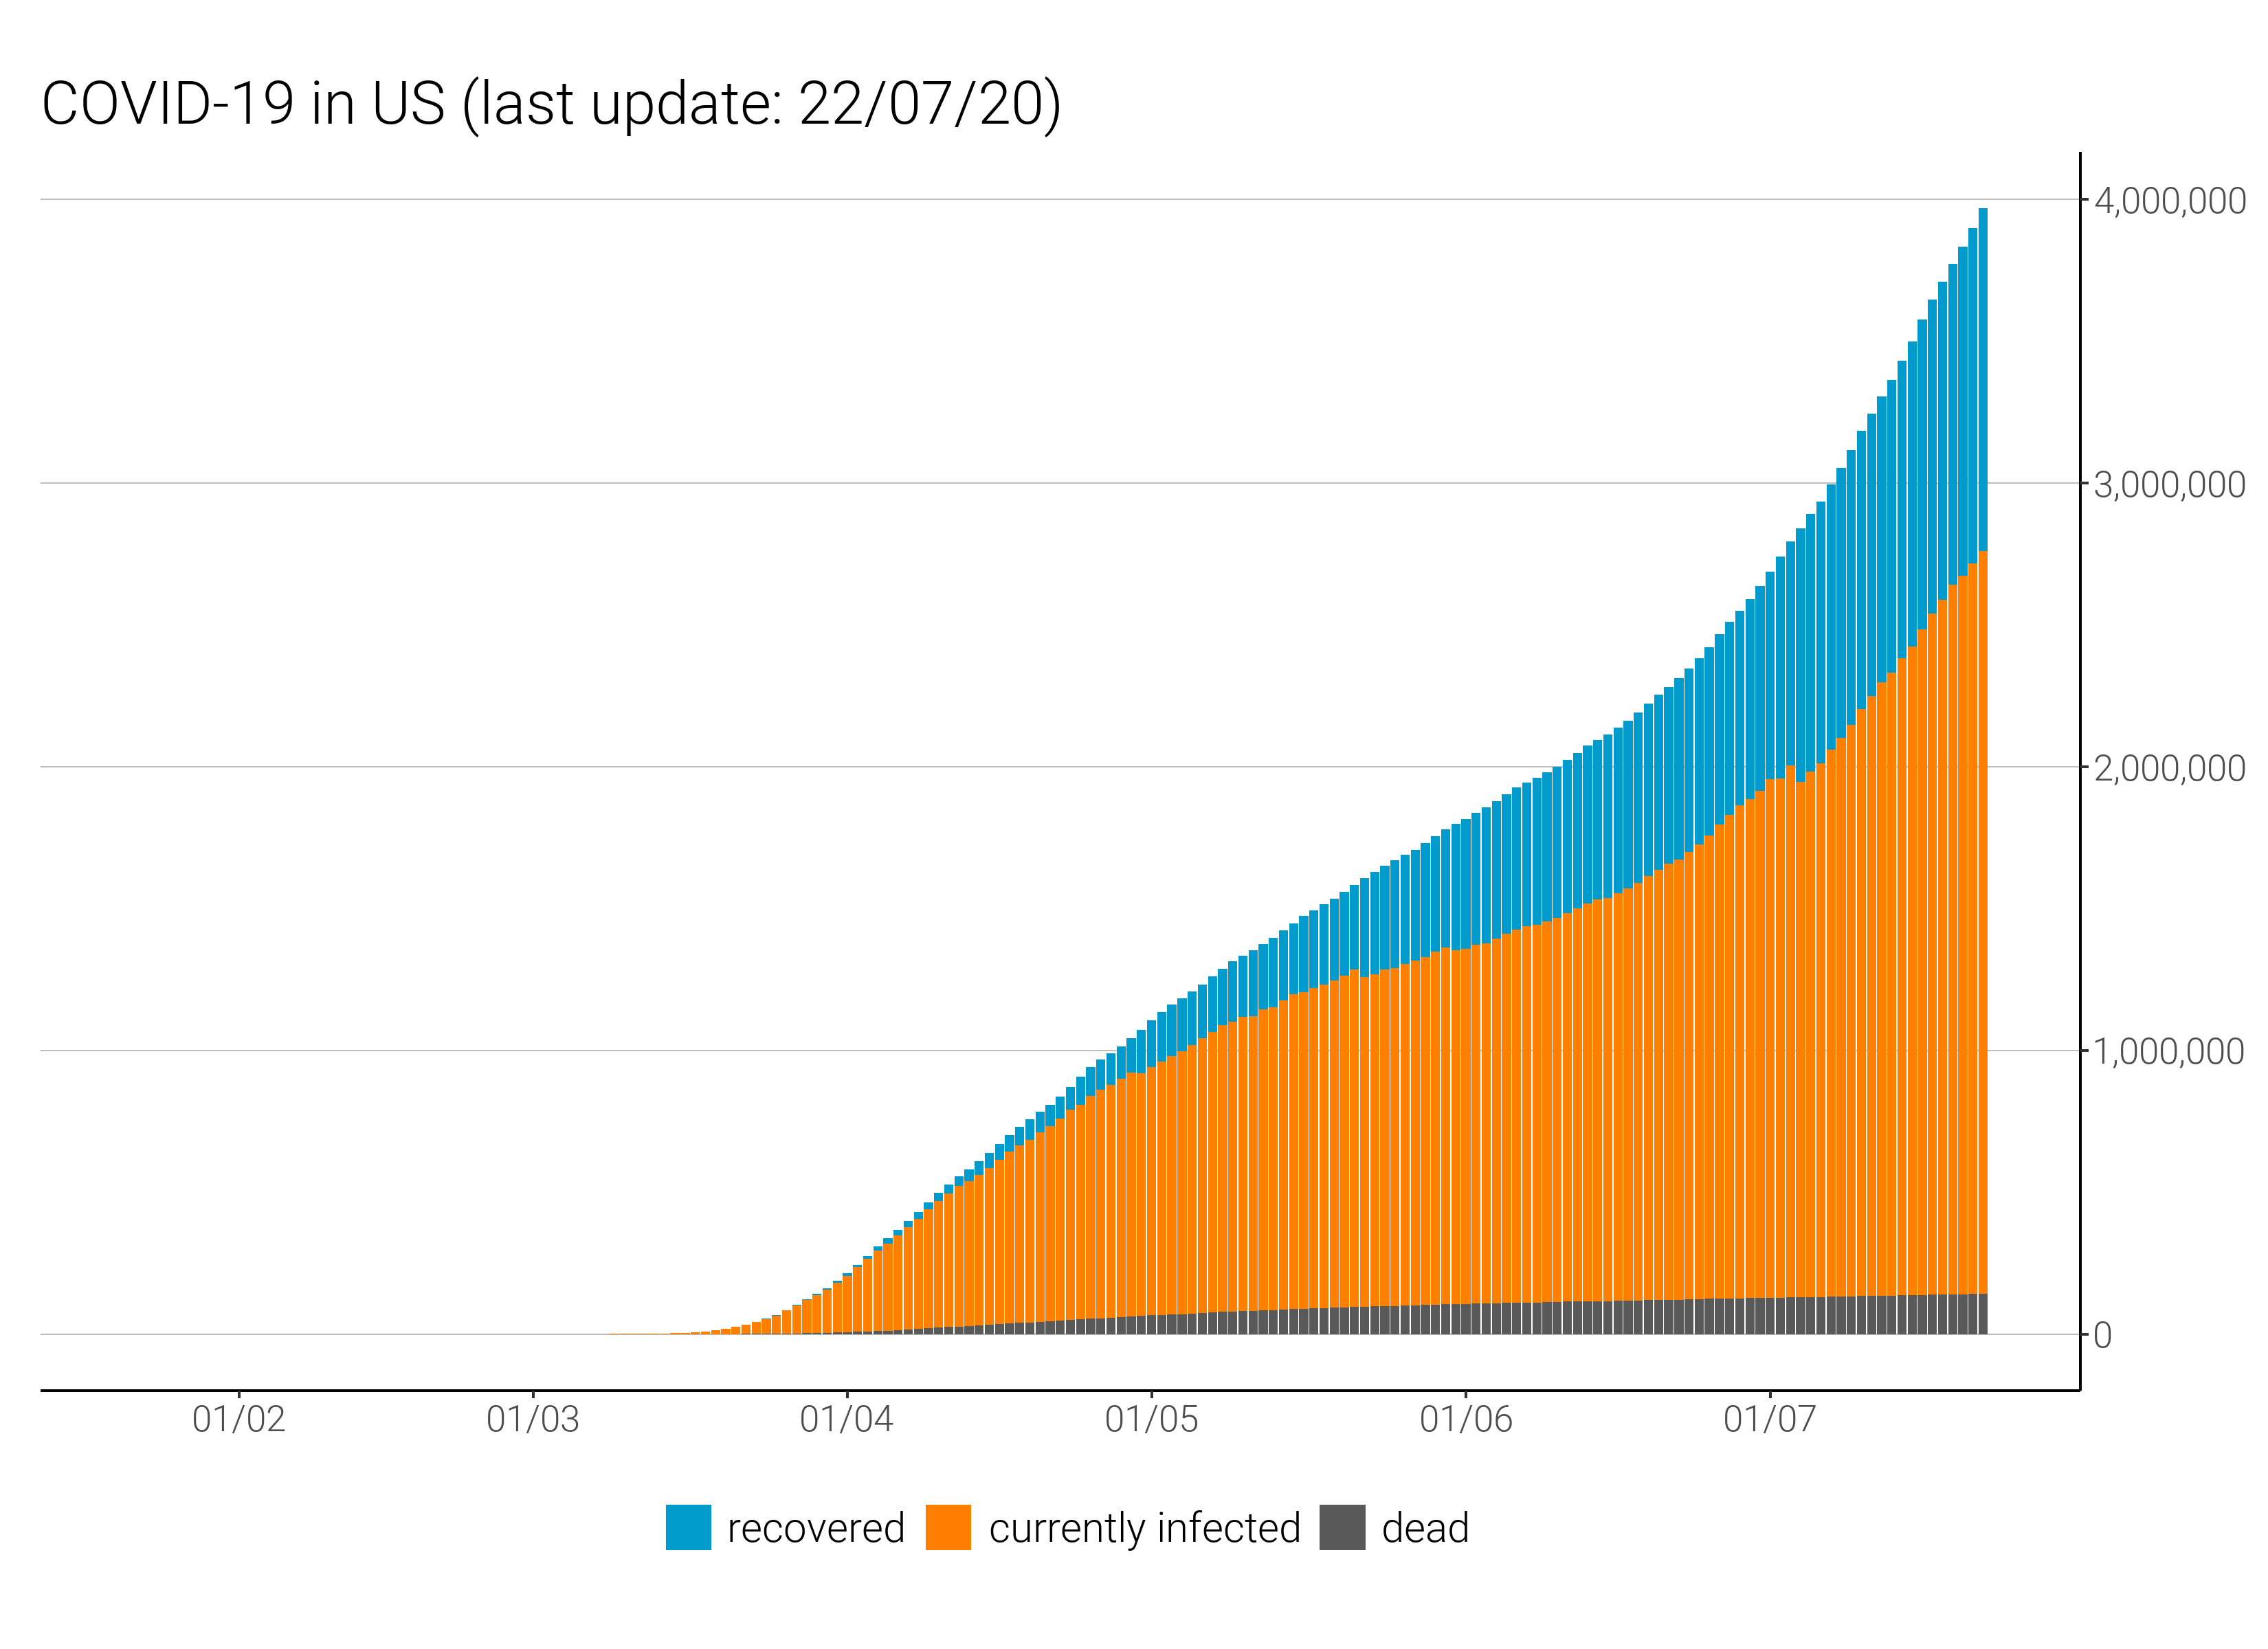 COVID-19 in US (last update: 22/07/20)
4,000,000
3,000,000
2,000,000
1,000,000
0
01/02 01/03 01/04 01/05 01/06 01/07
recovered currently infected dead